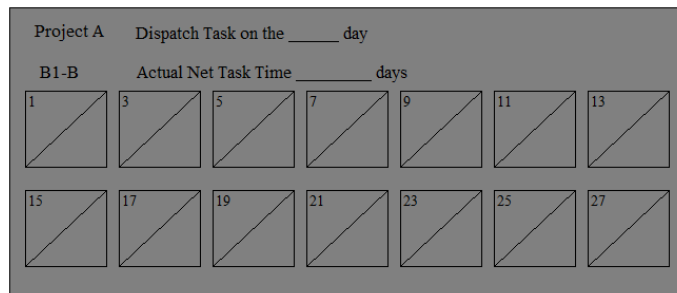 Project A Dispatch Task on the ______ day
B1-B Actual Net Task Time _________ days
1 3 5 7 9 11 13
15 17 19 21 23 25 27